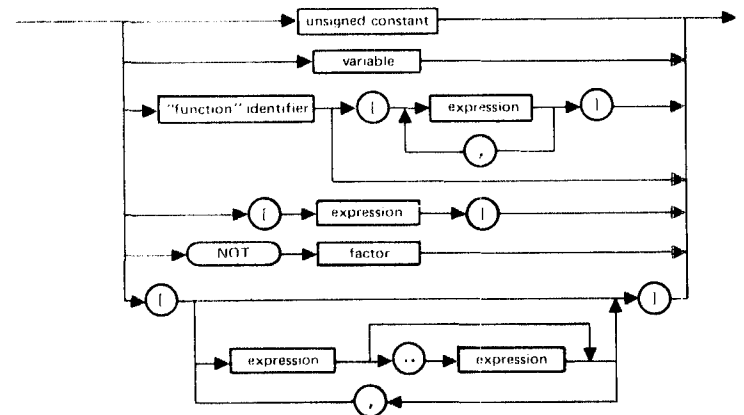 unsigned constant
variable
"function" identifier ( expression )
,
( expression )
NOT factor
[ ]
expression .. expression
,